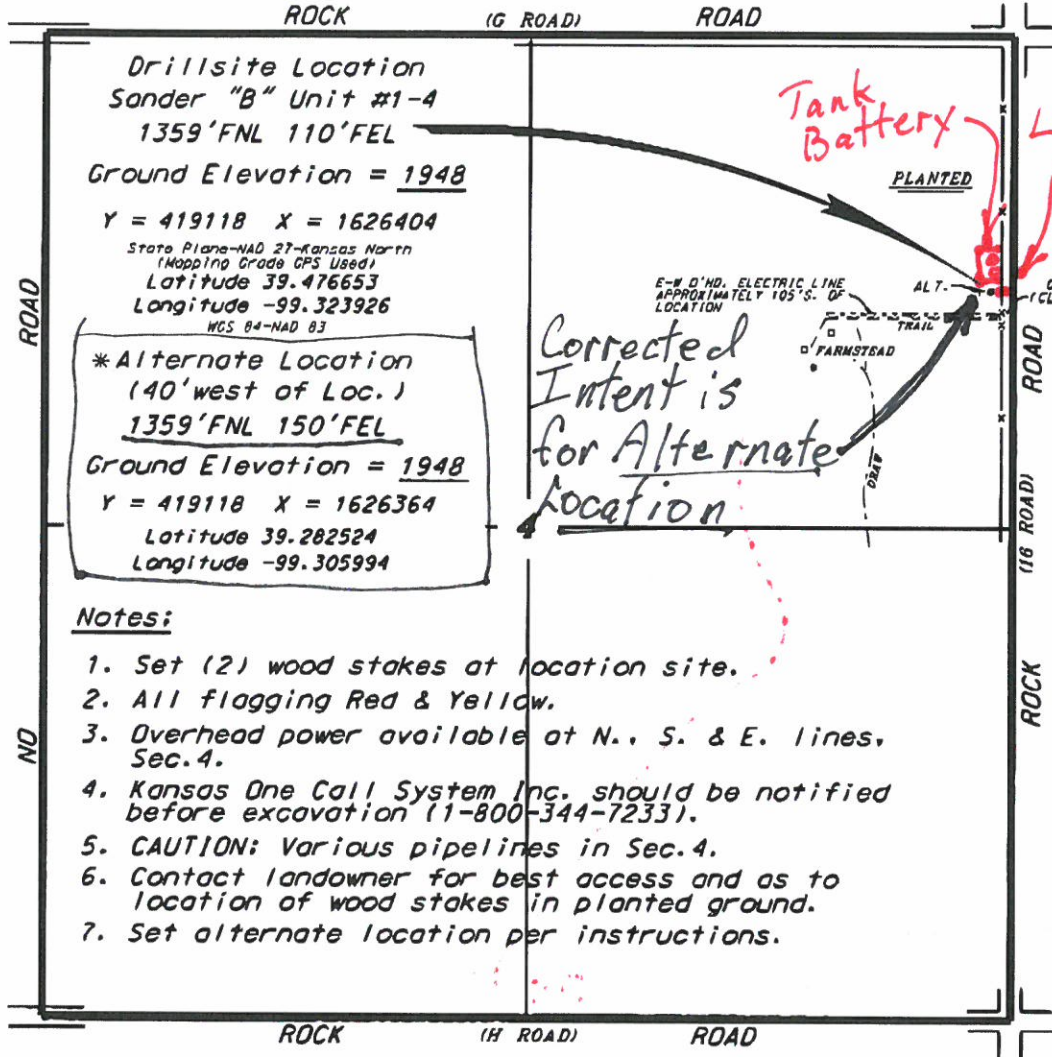 ROCK (G ROAD) ROAD
Drillsite Location
Sander "B" Unit #1-4
1359'FNL 110'FEL
Ground Elevation = 1948
Y = 419118 X = 1626404
State Plane-NAD 27-Kansas North
(Mapping Grade GPS Used)
Latitude 39.476653
Longitude -99.323926
WGS 84-NAD 83
*Alternate Location
(40' west of Loc.)
1359'FNL 150'FEL
Ground Elevation = 1948
Y = 419118 X = 1626364
Latitude 39.282524
Longitude -99.305994
Tank
Battery
L
PLANTED
E-W O'HD. ELECTRIC LINE
APPROXIMATELY 105'S. OF
LOCATION
ALT.
TRAIL
FARMSTEAD
DRAW
Corrected
Intent is
for Alternate
Location
4
Notes:
1. Set (2) wood stakes at location site.
2. All flagging Red & Yellow.
3. Overhead power available at N., S. & E. lines,
Sec.4.
4. Kansas One Call System Inc. should be notified
before excavation (1-800-344-7233).
5. CAUTION: Various pipelines in Sec.4.
6. Contact landowner for best access and as to
location of wood stakes in planted ground.
7. Set alternate location per instructions.
ROAD
NO
ROAD
(16 ROAD)
ROCK
ROCK (H ROAD) ROAD